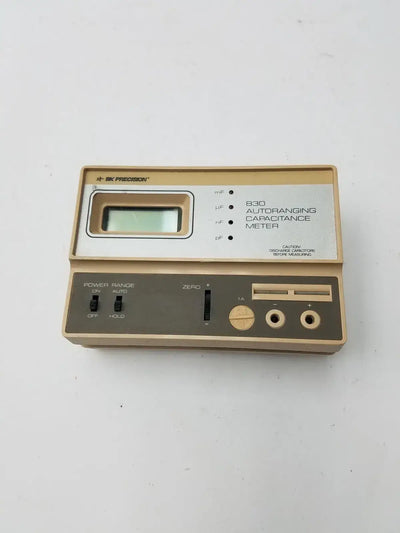 BK PRECISION
mF
µF
nF
pF
830
AUTORANGING
CAPACITANCE
METER
CAUTION:
DISCHARGE CAPACITORS
BEFORE MEASURING
POWER RANGE
ON AUTO
OFF HOLD
ZERO +
-
1A
- +